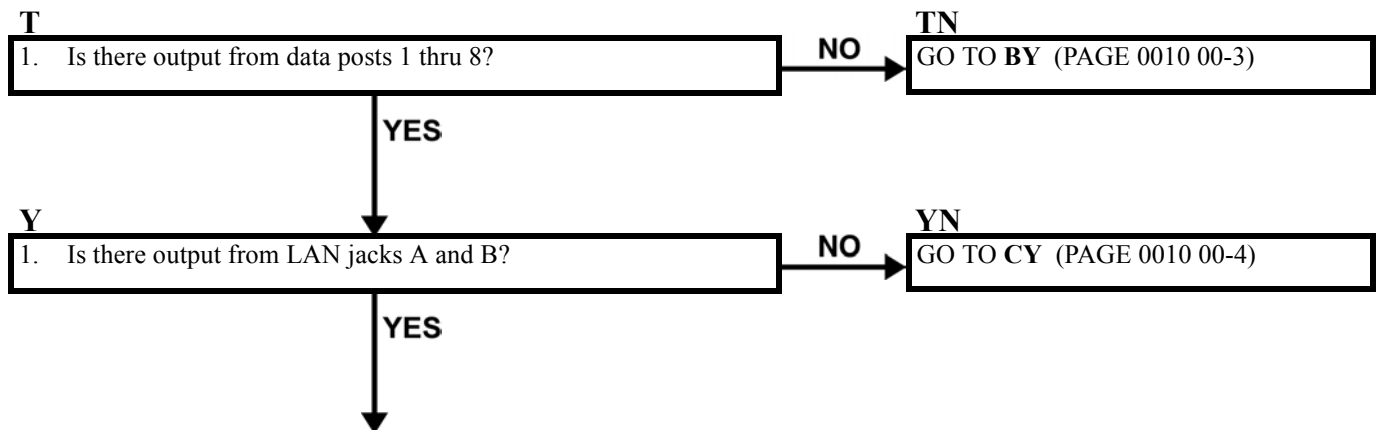 T
1. Is there output from data posts 1 thru 8?
NO
TN
GO TO BY (PAGE 0010 00-3)
YES
Y
1. Is there output from LAN jacks A and B?
NO
YN
GO TO CY (PAGE 0010 00-4)
YES